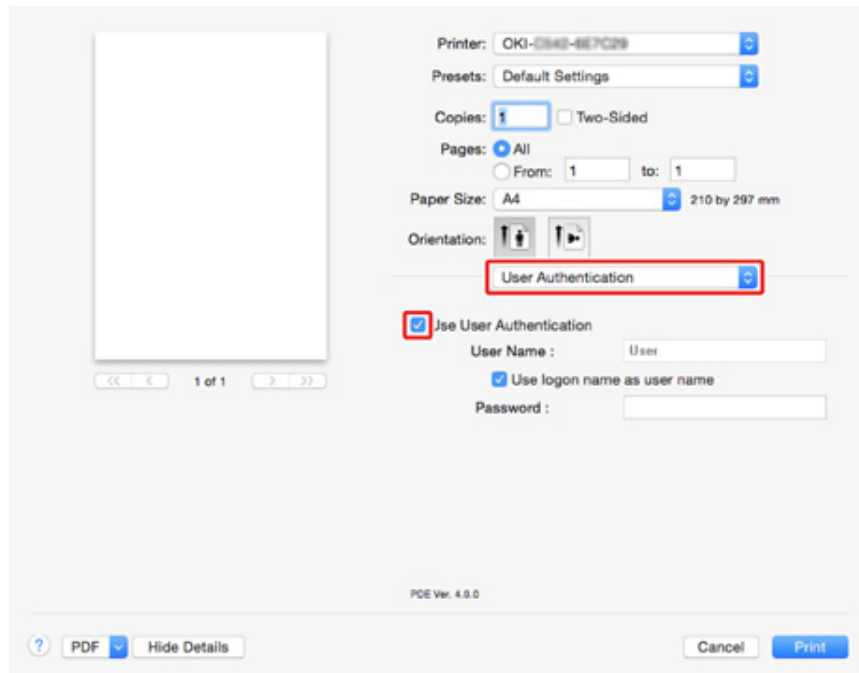 Printer: OKI-
Presets: Default Settings
Copies: 1 Two-Sided
Pages: All
From: 1 to: 1
Paper Size: A4 210 by 297 mm
Orientation:
User Authentication
Use User Authentication
User Name : User
Use logon name as user name
1 of 1
Password :
PDE Ver. 4.0.0
? PDF Hide Details Cancel Print